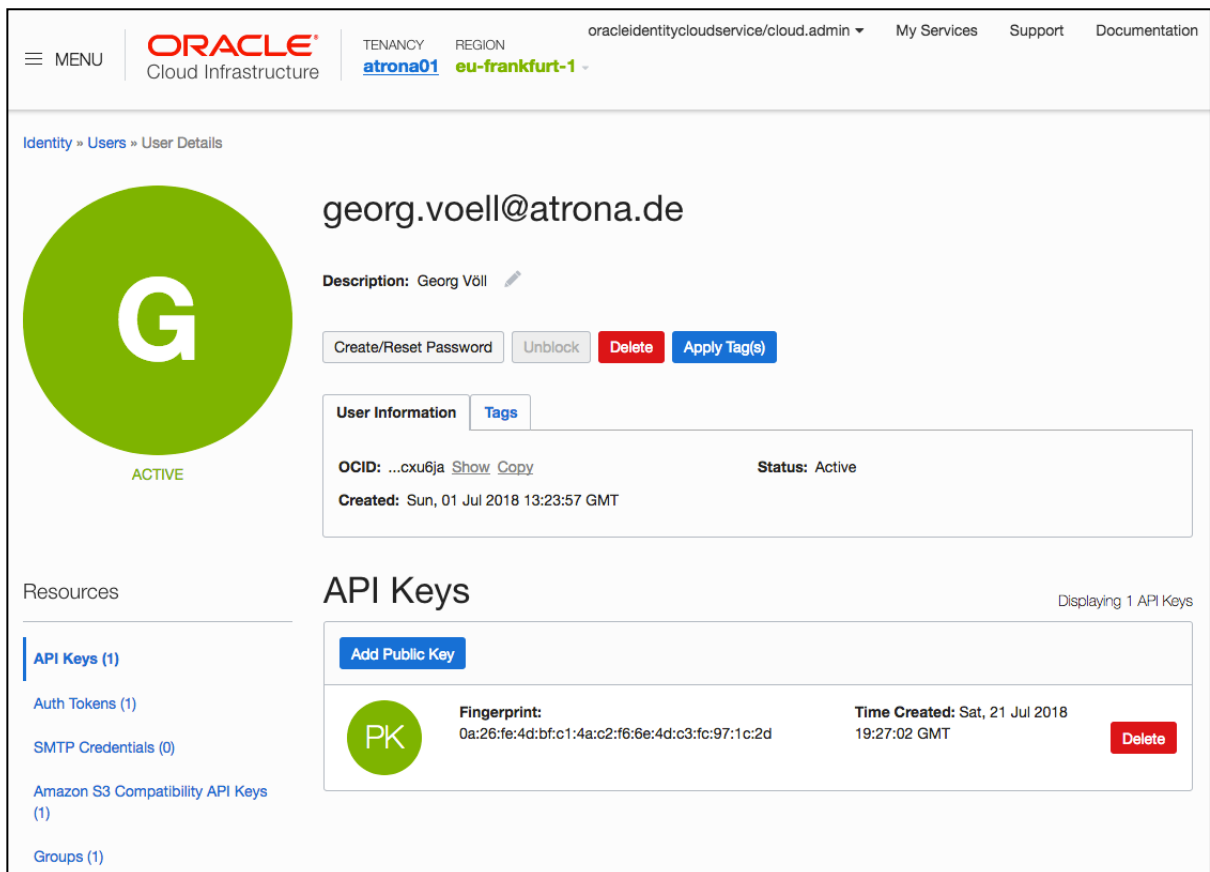 MENU
ORACLE®
Cloud Infrastructure
TENANCY
atrona01
REGION
eu-frankfurt-1
oracleidentitycloudservice/cloud.admin
My Services
Support
Documentation
Identity » Users » User Details
G
ACTIVE
georg.voell@atrona.de
Description: Georg Völl
Create/Reset Password
Unblock
Delete
Apply Tag(s)
User Information
Tags
OCID: ...cxu6ja Show Copy
Status: Active
Created: Sun, 01 Jul 2018 13:23:57 GMT
Resources
API Keys (1)
Auth Tokens (1)
SMTP Credentials (0)
Amazon S3 Compatibility API Keys
(1)
Groups (1)
API Keys
Displaying 1 API Keys
Add Public Key
PK
Fingerprint:
0a:26:fe:4d:bf:c1:4a:c2:f6:6e:4d:c3:fc:97:1c:2d
Time Created: Sat, 21 Jul 2018
19:27:02 GMT
Delete